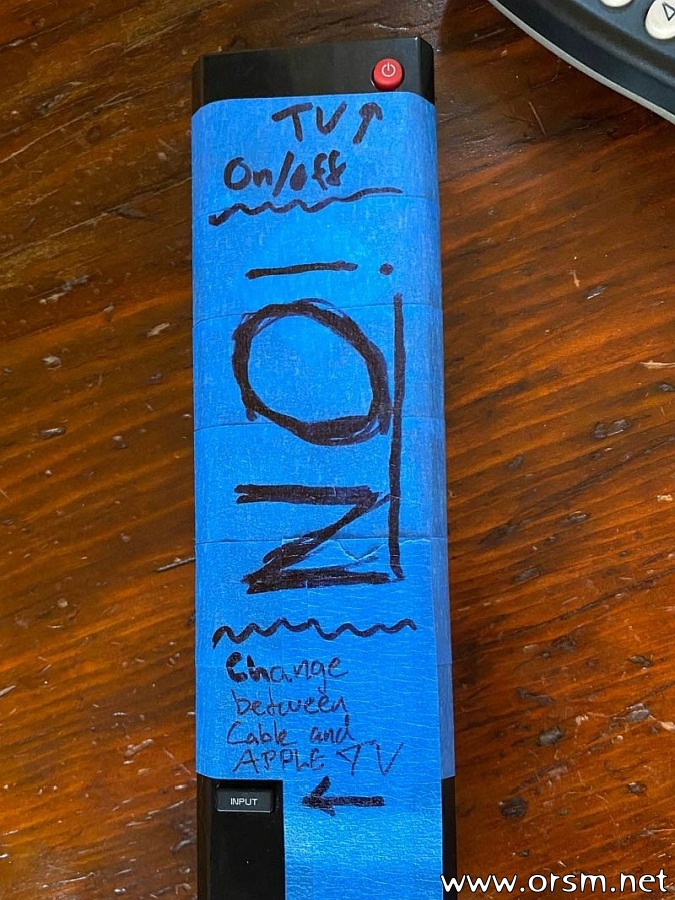 TV ↑
On/off
NO!
Change
between
Cable and
APPLE TV
INPUT ←
www.orsm.net